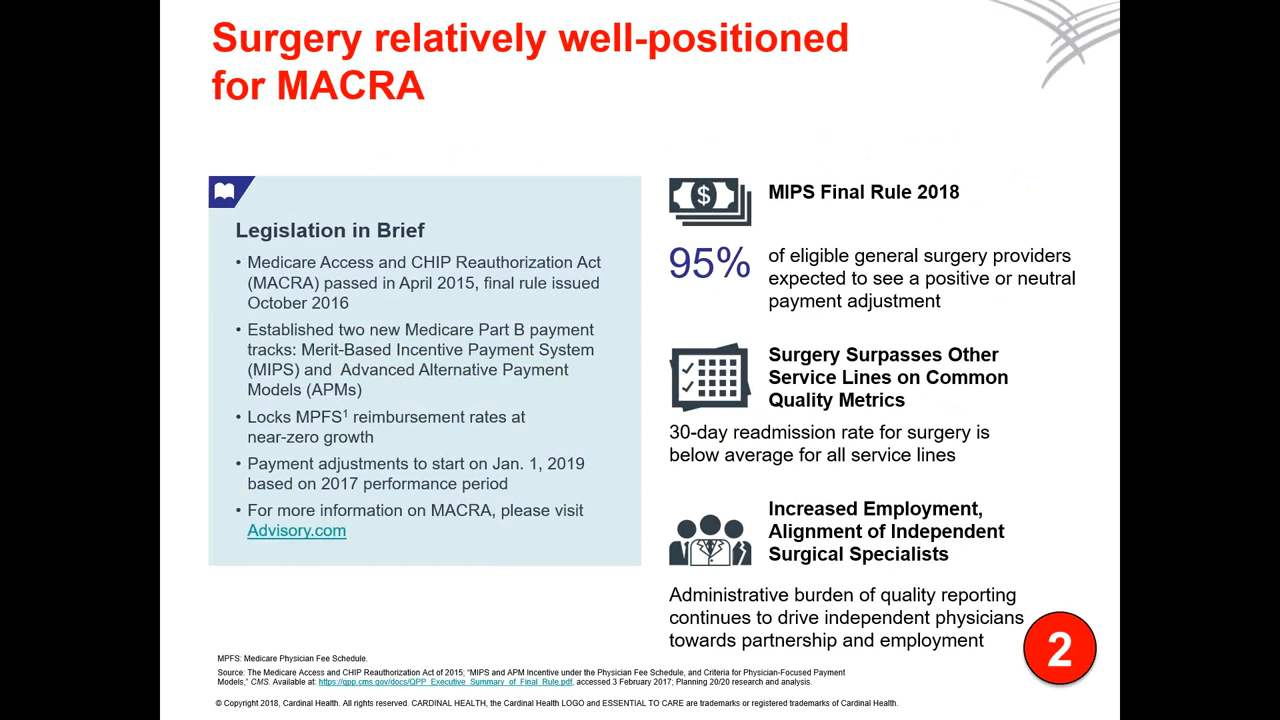 Surgery relatively well-positioned
for MACRA
Legislation in Brief
• Medicare Access and CHIP Reauthorization Act
(MACRA) passed in April 2015, final rule issued
October 2016
• Established two new Medicare Part B payment
tracks: Merit-Based Incentive Payment System
(MIPS) and Advanced Alternative Payment
Models (APMs)
• Locks MPFS¹ reimbursement rates at
near-zero growth
• Payment adjustments to start on Jan. 1, 2019
based on 2017 performance period
• For more information on MACRA, please visit
Advisory.com
$
MIPS Final Rule 2018
95%
of eligible general surgery providers
expected to see a positive or neutral
payment adjustment
Surgery Surpasses Other
Service Lines on Common
Quality Metrics
30-day readmission rate for surgery is
below average for all service lines
Increased Employment,
Alignment of Independent
Surgical Specialists
Administrative burden of quality reporting
continues to drive independent physicians
towards partnership and employment
2
MPFS: Medicare Physician Fee Schedule.
Source: The Medicare Access and CHIP Reauthorization Act of 2015; “MIPS and APM Incentive under the Physician Fee Schedule, and Criteria for Physician-Focused Payment
Models,” CMS. Available at: https://qpp.cms.gov/docs/QPP_Executive_Summary_of_Final_Rule.pdf, accessed 3 February 2017; Planning 20/20 research and analysis.
© Copyright 2018, Cardinal Health. All rights reserved. CARDINAL HEALTH, the Cardinal Health LOGO and ESSENTIAL TO CARE are trademarks or registered trademarks of Cardinal Health.